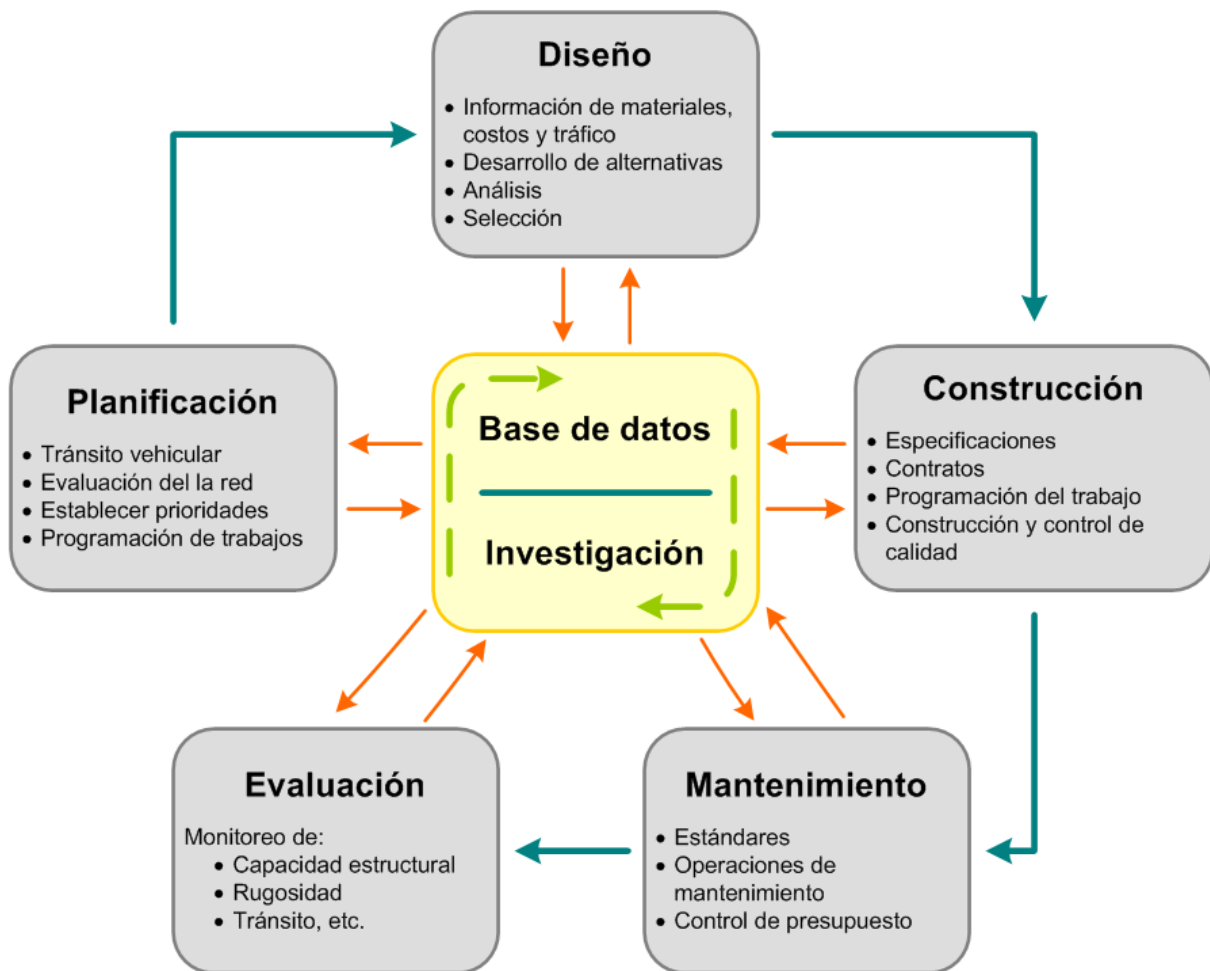 Diseño
• Información de materiales,
costos y tráfico
• Desarrollo de alternativas
• Análisis
• Selección
Planificación
• Tránsito vehicular
• Evaluación del la red
• Establecer prioridades
• Programación de trabajos
Base de datos
Investigación
Construcción
• Especificaciones
• Contratos
• Programación del trabajo
• Construcción y control de
calidad
Evaluación
Monitoreo de:
• Capacidad estructural
• Rugosidad
• Tránsito, etc.
Mantenimiento
• Estándares
• Operaciones de
mantenimiento
• Control de presupuesto